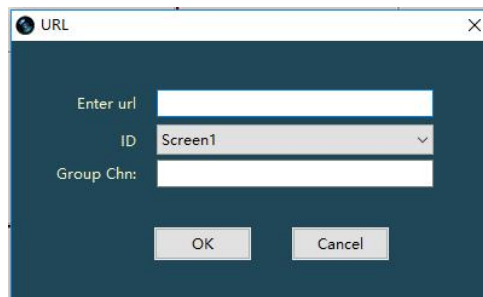 URL
Enter url
ID Screen1
Group Chn:
OK Cancel